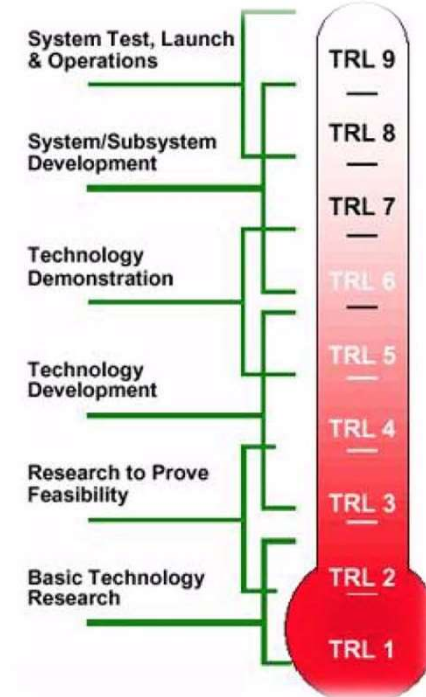 System Test, Launch
& Operations
System/Subsystem
Development
Technology
Demonstration
Technology
Development
Research to Prove
Feasibility
Basic Technology
Research
TRL 9
TRL 8
TRL 7
TRL 6
TRL 5
TRL 4
TRL 3
TRL 2
TRL 1